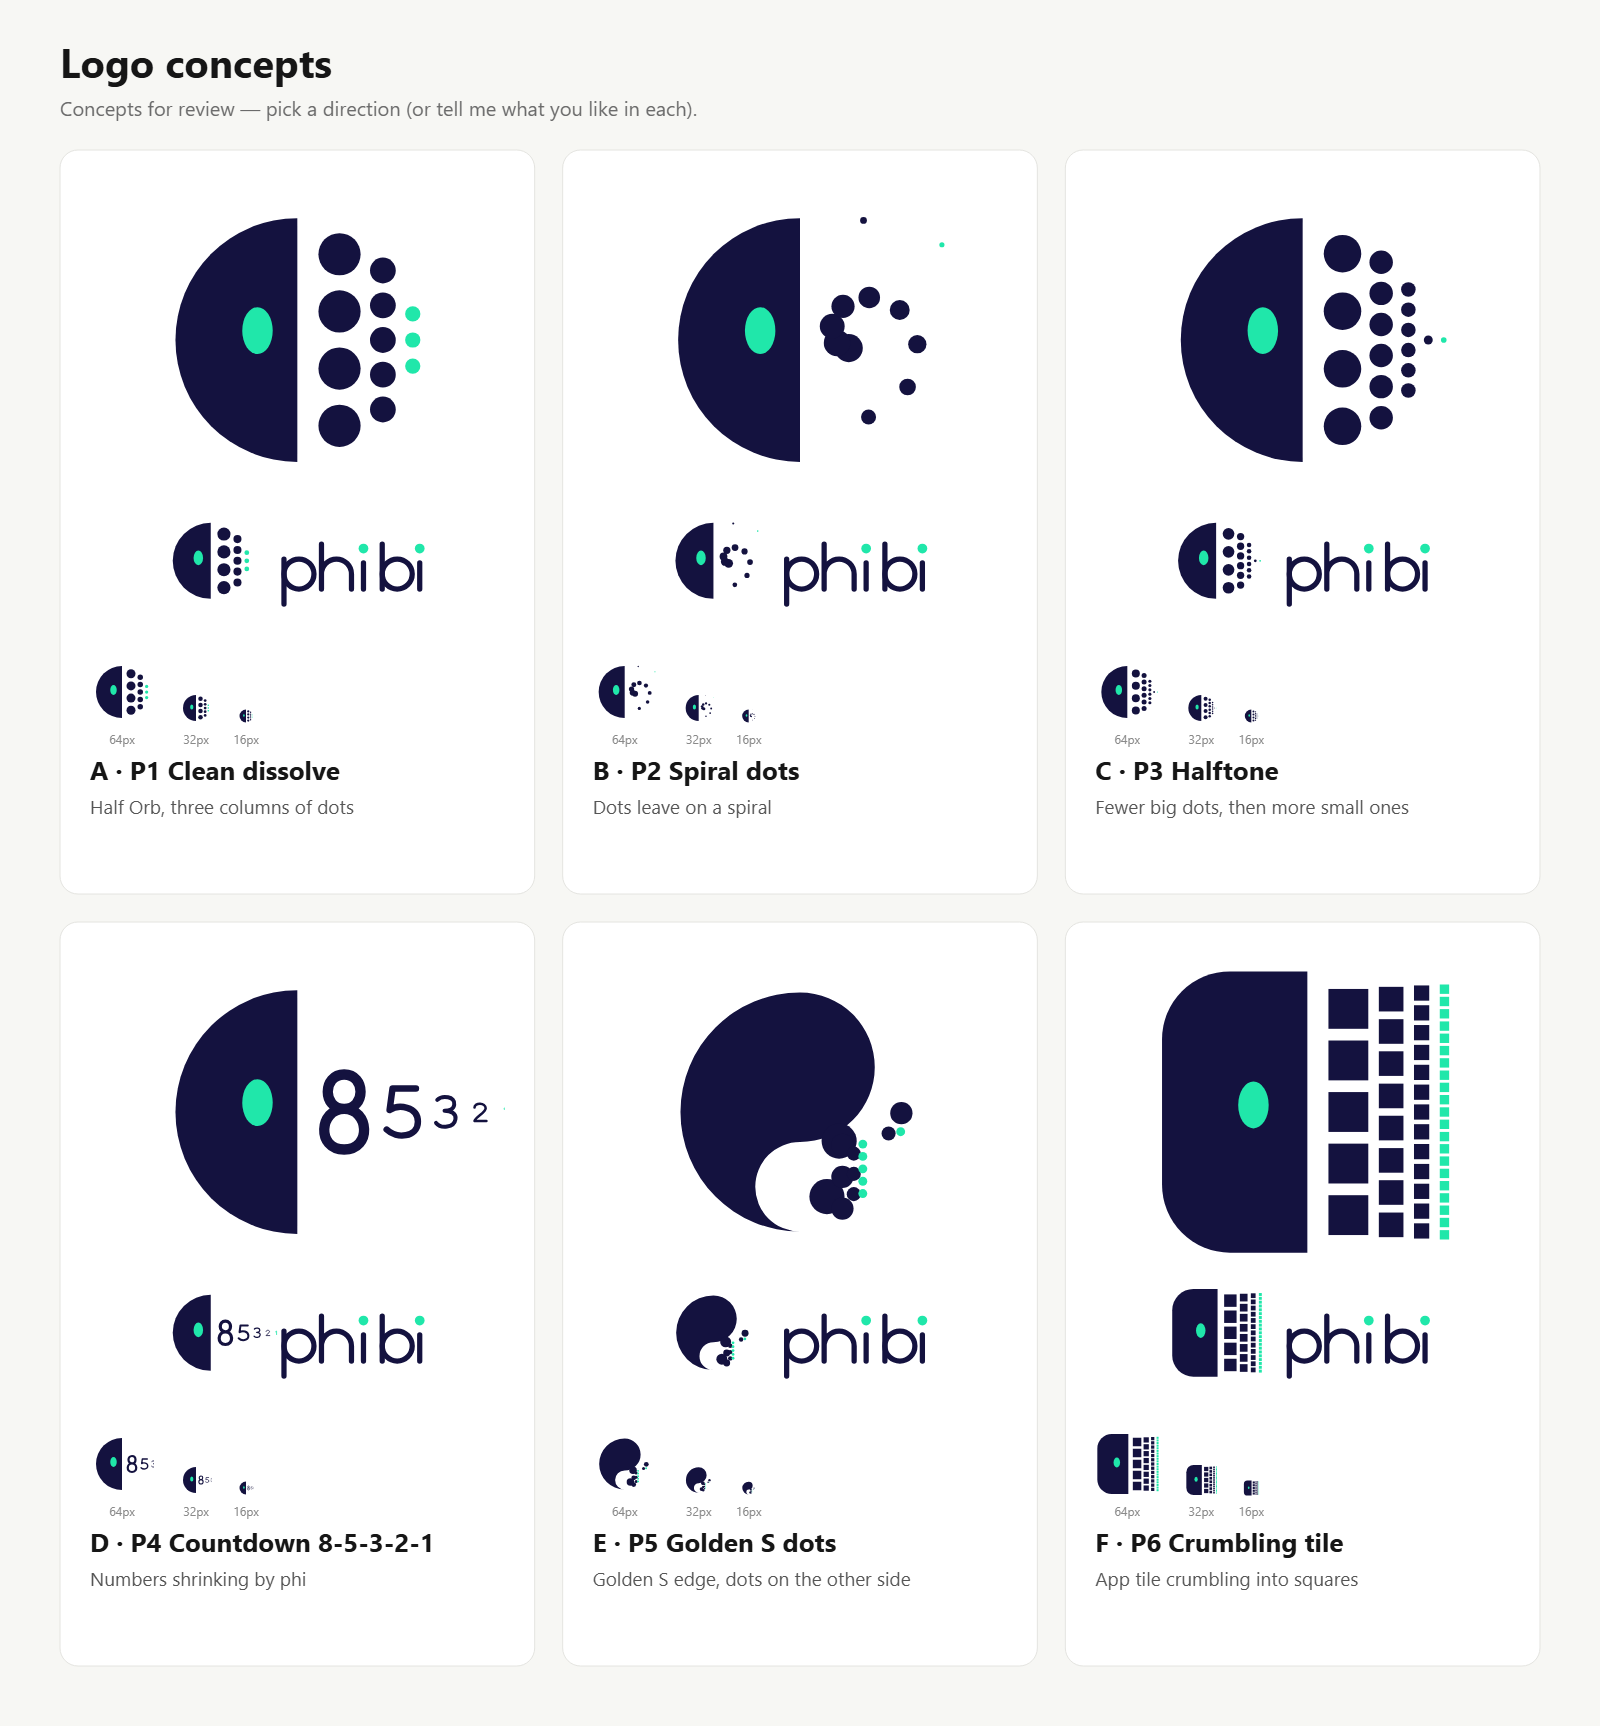 Logo concepts
Concepts for review — pick a direction (or tell me what you like in each).
phibi
phibi
phibi
64px 32px 16px
64px 32px 16px
64px 32px 16px
A · P1 Clean dissolve
Half Orb, three columns of dots
B · P2 Spiral dots
Dots leave on a spiral
C · P3 Halftone
Fewer big dots, then more small ones
8 5 3 2
8 5 3 2 phibi
phibi
phibi
8 5
8 5
64px 32px 16px
64px 32px 16px
64px 32px 16px
D · P4 Countdown 8-5-3-2-1
Numbers shrinking by phi
E · P5 Golden S dots
Golden S edge, dots on the other side
F · P6 Crumbling tile
App tile crumbling into squares